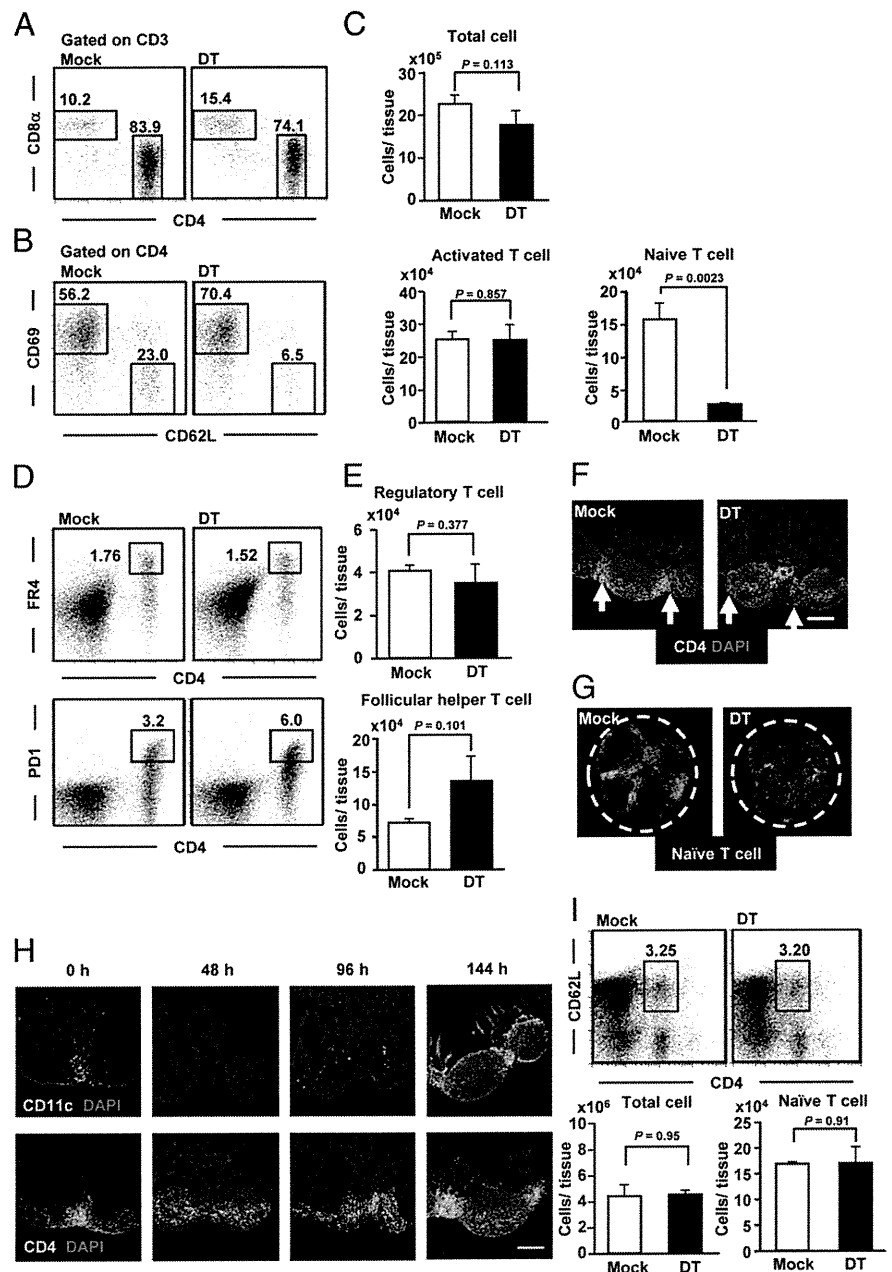 A
Gated on CD3
Mock
DT
10.2
83.9
15.4
74.1
CD8α
CD4
B
Gated on CD4
Mock
DT
56.2
23.0
70.4
6.5
CD69
CD62L
C
Total cell
x10⁵
P = 0.113
30
20
10
0
Cells/ tissue
Mock
DT
Activated T cell
x10⁴
P = 0.857
40
30
20
10
0
Cells/ tissue
Mock
DT
Naive T cell
x10⁴
P = 0.0023
20
15
10
5
0
Cells/ tissue
Mock
DT
D
Mock
DT
1.76
1.52
FR4
CD4
3.2
6.0
PD1
CD4
E
Regulatory T cell
x10⁴
P = 0.377
6
4
2
0
Cells/ tissue
Mock
DT
Follicular helper T cell
x10⁴
P = 0.101
20
15
10
5
0
Cells/ tissue
Mock
DT
F
Mock
DT
CD4 DAPI
G
Mock
DT
Naïve T cell
H
0 h
48 h
96 h
144 h
CD11c DAPI
CD4 DAPI
I
Mock
DT
3.25
3.20
CD62L
CD4
Total cell
x10⁶
P = 0.95
8
6
4
2
0
Cells/ tissue
Mock
DT
Naïve T cell
x10⁴
P = 0.91
25
20
15
10
5
0
Cells/ tissue
Mock
DT